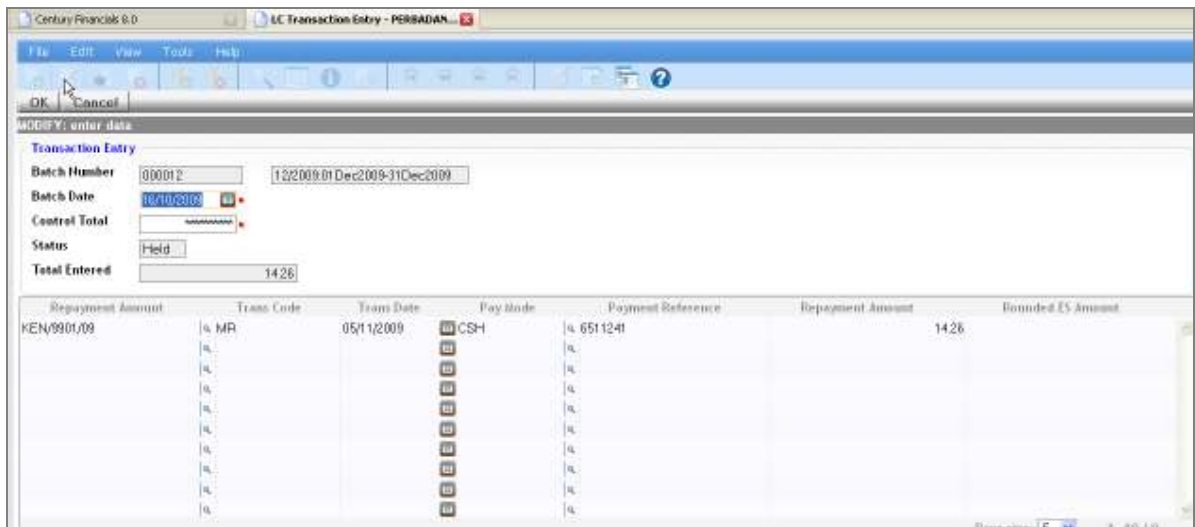 Century Financials 8.0
LC Transaction Entry - PERBADAN...
File Edit View Tools Help
OK Cancel
MODIFY: enter data
Transaction Entry
Batch Number 000012 12/2009:01Dec2009-31Dec2009
Batch Date 16/10/2009
Control Total
Status Held
Total Entered 14.26
Repayment Amount Trans Code Trans Date Pay Mode Payment Reference Repayment Amount Rounded ES Amount
KEN/9901/09 MR 05/11/2009 CSH 6511241 14.26